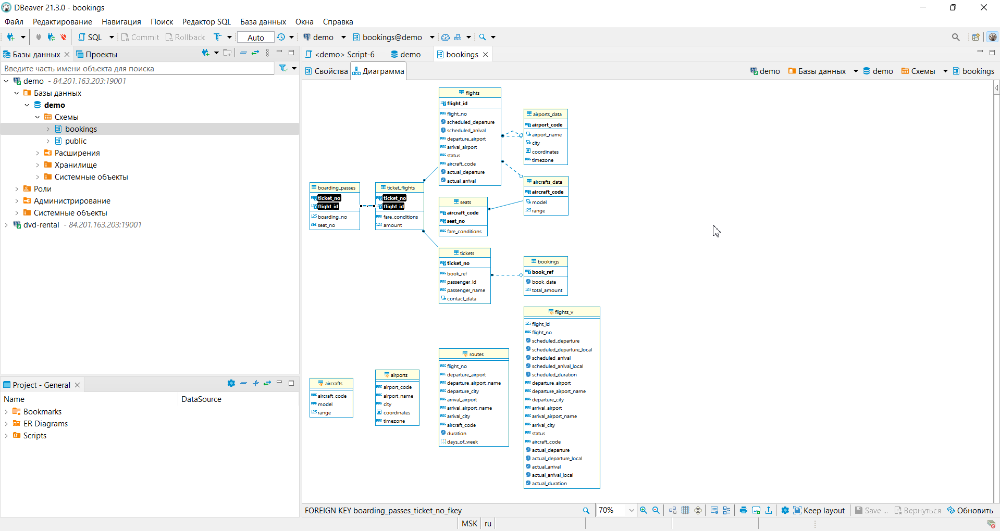 DBeaver 21.3.0 - bookings
Файл Редактирование Навигация Поиск Редактор SQL База данных Окна Справка
SQL Commit Rollback Auto demo bookings@demo
Базы данных Проекты
Введите часть имени объекта для поиска
demo - 84.201.163.203:19001
Базы данных
demo
Схемы
bookings
public
Расширения
Хранилище
Системные объекты
Роли
Администрирование
Системные объекты
dvd-rental - 84.201.163.203:19001
Project - General
Name DataSource
Bookmarks
ER Diagrams
Scripts
<demo> Script-6 demo bookings
Свойства Диаграмма demo Базы данных demo Схемы bookings
flights
flight_id
flight_no
scheduled_departure
scheduled_arrival
departure_airport
arrival_airport
status
aircraft_code
actual_departure
actual_arrival
airports_data
airport_code
airport_name
city
coordinates
timezone
aircrafts_data
aircraft_code
model
range
boarding_passes
ticket_no
flight_id
boarding_no
seat_no
ticket_flights
ticket_no
flight_id
fare_conditions
amount
seats
aircraft_code
seat_no
fare_conditions
tickets
ticket_no
book_ref
passenger_id
passenger_name
contact_data
bookings
book_ref
book_date
total_amount
flights_v
flight_id
flight_no
scheduled_departure
scheduled_departure_local
scheduled_arrival
scheduled_arrival_local
scheduled_duration
departure_airport
departure_airport_name
departure_city
arrival_airport
arrival_airport_name
arrival_city
status
aircraft_code
actual_departure
actual_departure_local
actual_arrival
actual_arrival_local
actual_duration
routes
flight_no
departure_airport
departure_airport_name
departure_city
arrival_airport
arrival_airport_name
arrival_city
aircraft_code
duration
days_of_week
aircrafts
aircraft_code
model
range
airports
airport_code
airport_name
city
coordinates
timezone
FOREIGN KEY boarding_passes_ticket_no_fkey 70% Keep layout Save ... Вернуться Обновить
MSK ru